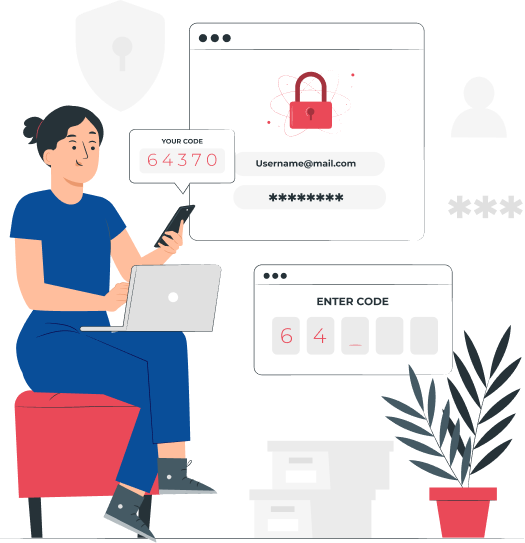 YOUR CODE
64370
Username@mail.com
********
***
ENTER CODE
6 4 _